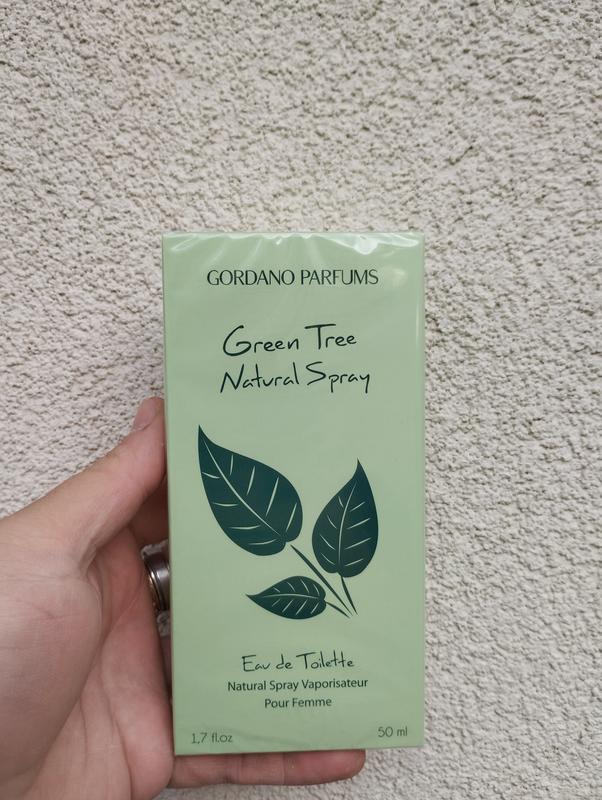 GORDANO PARFUMS
Green Tree
Natural Spray
Eau de Toilette
Natural Spray Vaporisateur
Pour Femme
1,7 fl.oz 50 ml